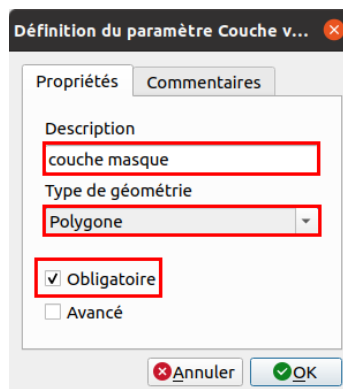 Définition du paramètre Couche v...
Propriétés Commentaires
Description
couche masque
Type de géométrie
Polygone
Obligatoire
Avancé
Annuler OK